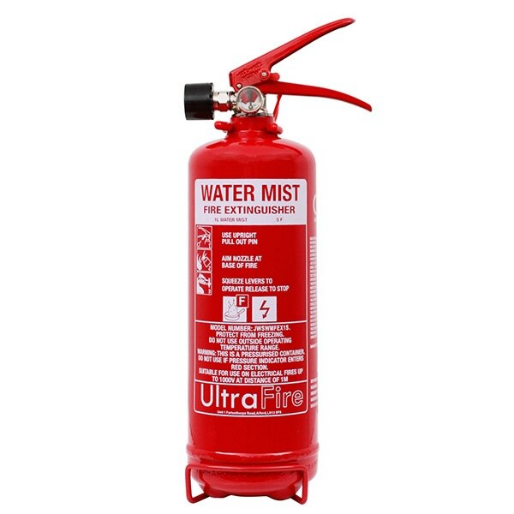 WATER MIST
FIRE EXTINGUISHER
1L WATER MIST 5 F
USE UPRIGHT
PULL OUT PIN
AIM NOZZLE AT
BASE OF FIRE
SQUEEZE LEVERS TO
OPERATE RELEASE TO STOP
F
MODEL NUMBER: JWSWMFEX1S.
PROTECT FROM FREEZING.
DO NOT USE OUTSIDE OPERATING
TEMPERATURE RANGE.
WARNING: THIS IS A PRESSURISED CONTAINER,
DO NOT USE IF PRESSURE INDICATOR ENTERS
RED SECTION.
SUITABLE FOR USE ON ELECTRICAL FIRES UP
TO 1000V AT DISTANCE OF 1M
UltraFire